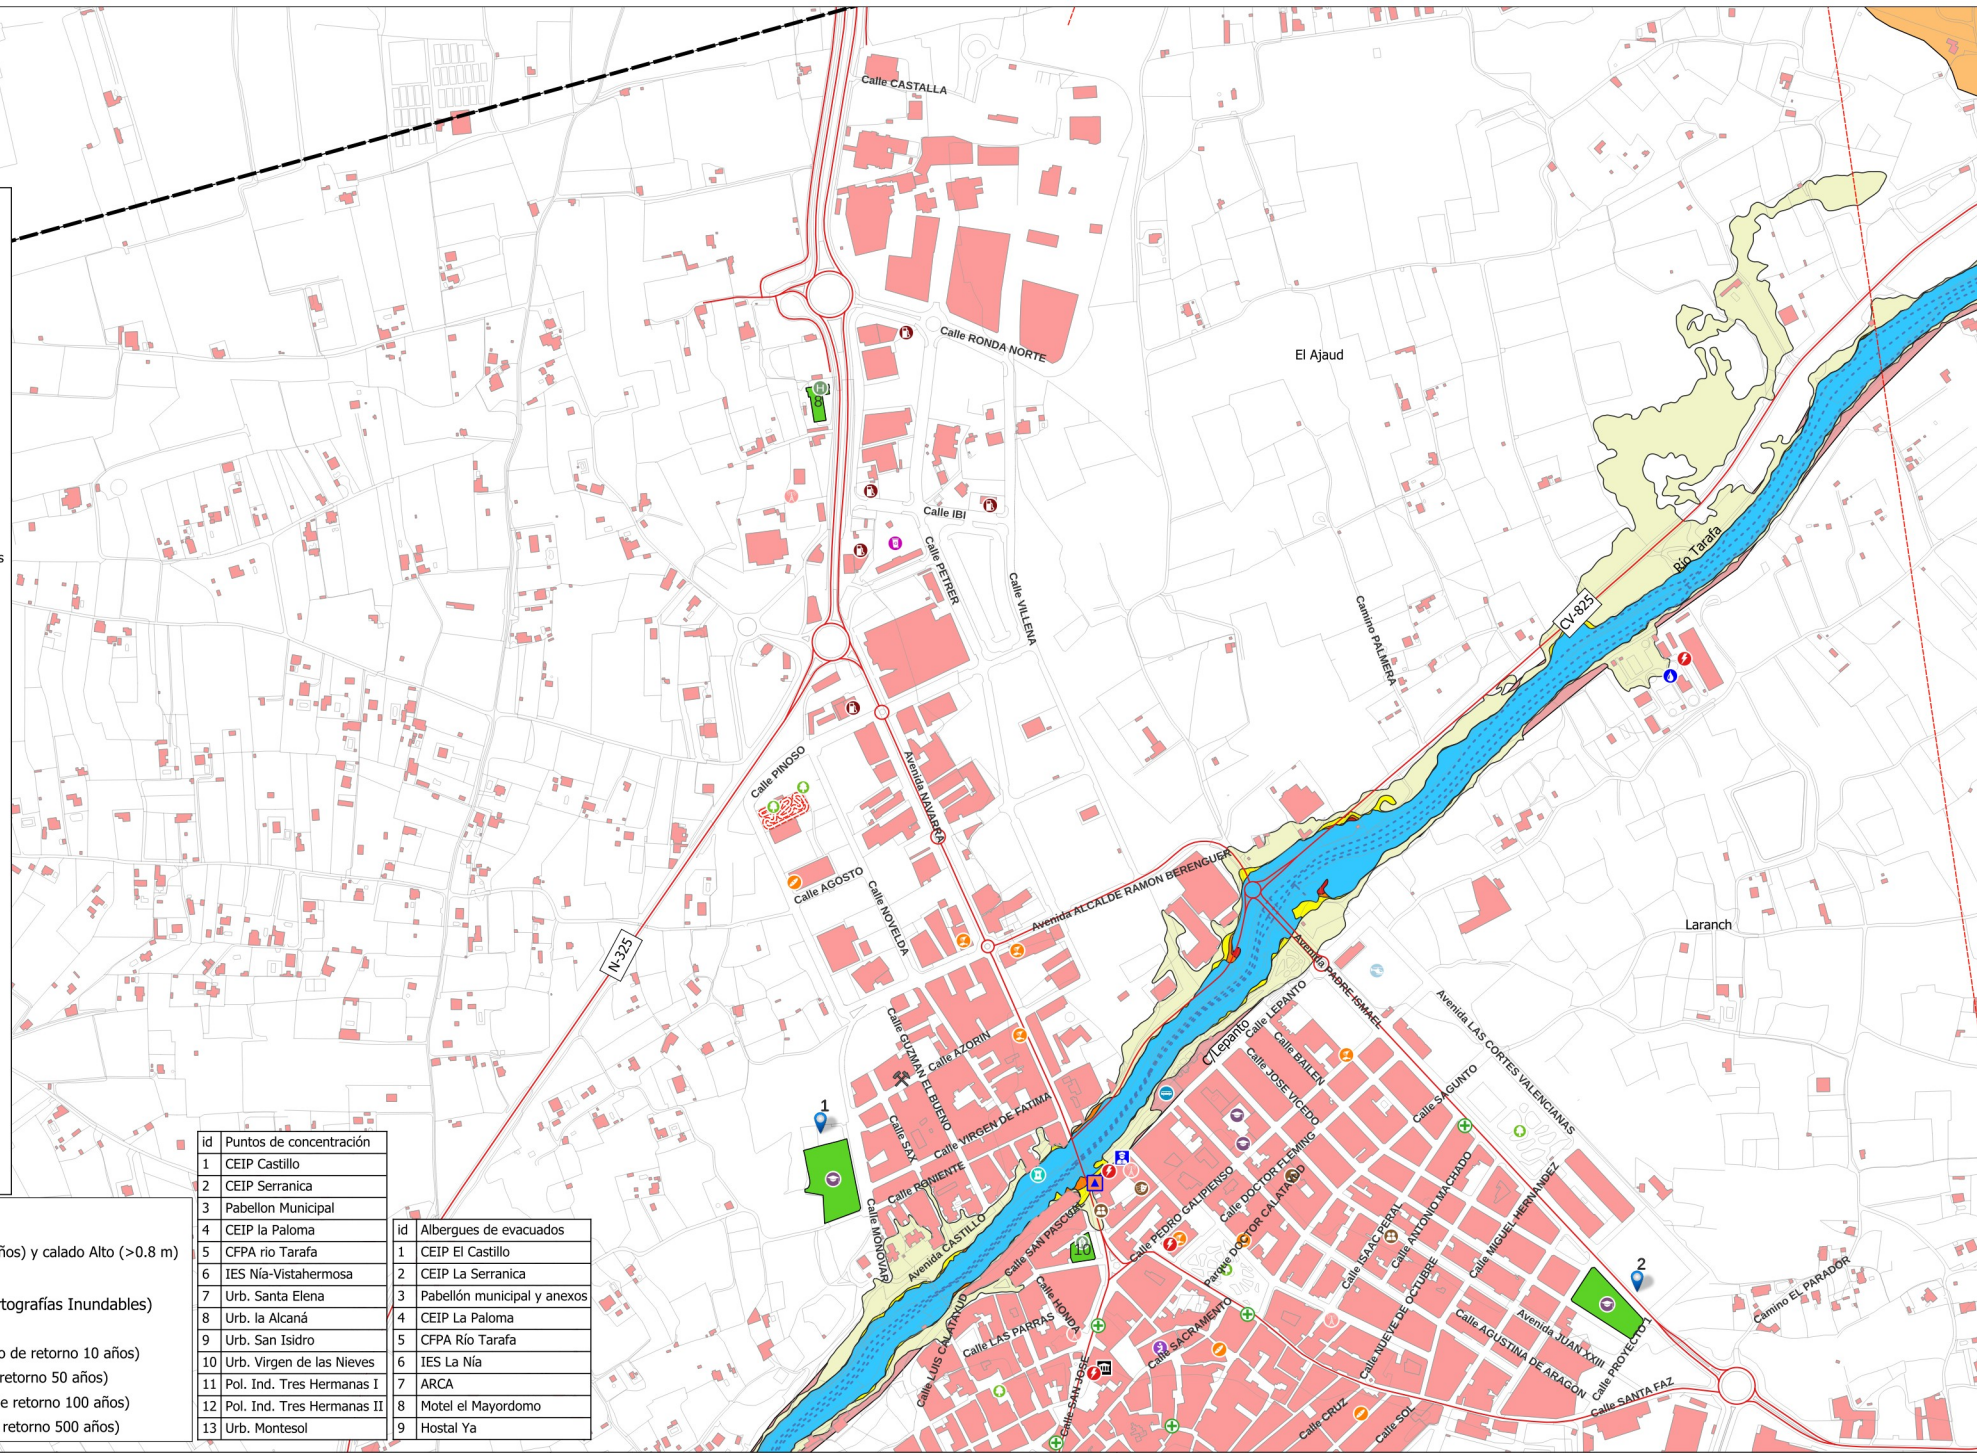 Calle CASTALLA
Calle RONDA NORTE
El Ajaud
H
8
Calle IBI
Calle PETRER
Calle VILLENA
Río Tarafa
CV-825
Camino PALMERA
Calle PINOSO
Avenida NAVARRA
Calle AGOSTO
Calle NOVELDA
Avenida ALCALDE RAMON BERENGUER
N-325
Laranch
Avenida PADRE ISMAEL
Avenida LAS CORTES VALENCIANAS
Calle LEPANTO
C/Lepanto
Calle BAILEN
Calle JOSE VICEDO
Calle SAGUNTO
Calle GUZMAN EL BUENO
Calle AZORIN
Calle SAX
Calle VIRGEN DE FATIMA
Calle PONIENTE
Calle MONOVAR
Avenida CASTILLO
Calle SAN PASCUAL
Calle PEDRO GALIPIENSO
Calle DOCTOR FLEMING
Parque DOCTOR CALATAYUD
Calle ISAAC PERAL
Calle ANTONIO MACHADO
Calle MIGUEL HERNANDEZ
Calle NUEVE DE OCTUBRE
Calle AGUSTINA DE ARAGON
Avenida JUAN XXIII
Calle PROYECTO 1
Camino EL PARADOR
Calle SANTA FAZ
Calle HONDA
Calle LAS PARRAS
Calle LUIS CALATAYUD
Calle SAN JOSE
Calle SACRAMENTO
Calle CRUZ
Calle SOL
1
2
10
s
id Puntos de concentración
1 CEIP Castillo
2 CEIP Serranica
3 Pabellon Municipal
4 CEIP la Paloma
5 CFPA rio Tarafa
6 IES Nía-Vistahermosa
7 Urb. Santa Elena
8 Urb. la Alcaná
9 Urb. San Isidro
10 Urb. Virgen de las Nieves
11 Pol. Ind. Tres Hermanas I
12 Pol. Ind. Tres Hermanas II
13 Urb. Montesol
id Albergues de evacuados
1 CEIP El Castillo
2 CEIP La Serranica
3 Pabellón municipal y anexos
4 CEIP La Paloma
5 CFPA Río Tarafa
6 IES La Nía
7 ARCA
8 Motel el Mayordomo
9 Hostal Ya
ños) y calado Alto (>0.8 m)
rtografías Inundables)
o de retorno 10 años)
retorno 50 años)
e retorno 100 años)
retorno 500 años)